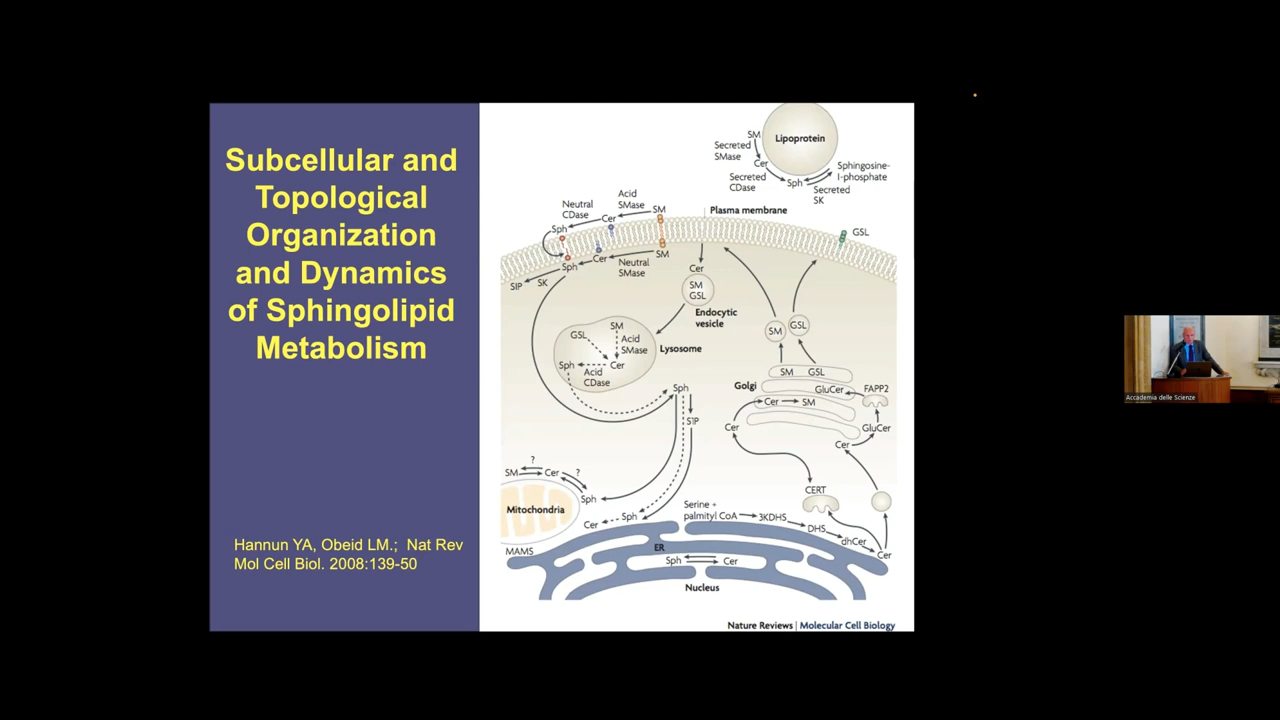 Subcellular and
Topological
Organization
and Dynamics
of Sphingolipid
Metabolism
Hannun YA, Obeid LM.; Nat Rev
Mol Cell Biol. 2008:139-50
Lipoprotein
SM
Secreted
SMase
Cer
Secreted
CDase
Sph
Sphingosine-
I-phosphate
Secreted
SK
Plasma membrane
Acid
SMase
SM
Neutral
CDase
Cer
Sph
GSL
SM
Neutral
SMase
Cer
Sph
SK
SIP
Cer
SM
GSL
Endocytic
vesicle
SM
GSL
Acid
SMase
Lysosome
Sph
Cer
Acid
CDase
Sph
S1P
SM
GSL
SM
GSL
Golgi
GluCer
FAPP2
Cer
SM
Cer
GluCer
Cer
CERT
?
SM
Cer
?
Sph
Mitochondria
Sph
Cer
MAMS
Serine +
palmityl CoA
3KDHS
DHS
dhCer
Cer
ER
Sph
Cer
Nucleus
Nature Reviews | Molecular Cell Biology
Accademia delle Scienze